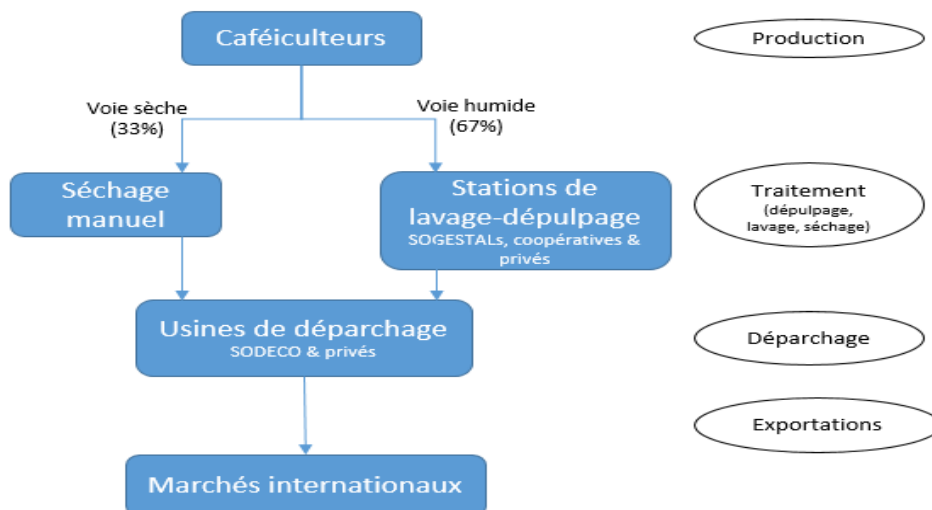 Caféiculteurs
Production
Voie sèche
(33%)
Voie humide
(67%)
Séchage
manuel
Stations de
lavage-dépulpage
SOGESTALs, coopératives &
privés
Traitement
(dépulpage,
lavage, séchage)
Usines de déparchage
SODECO & privés
Déparchage
Exportations
Marchés internationaux